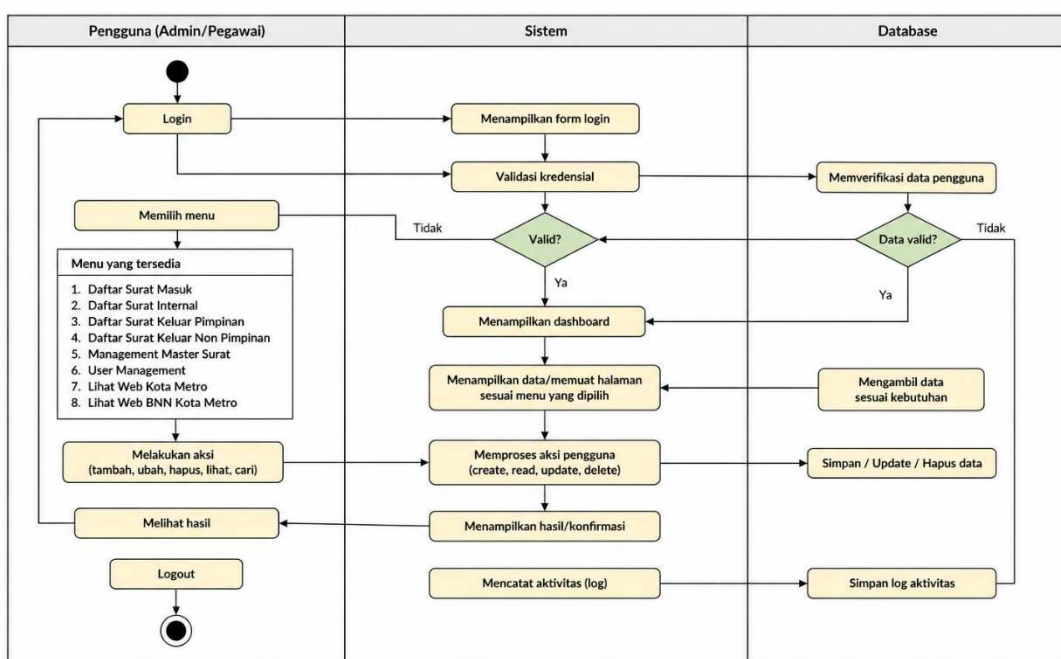 Pengguna (Admin/Pegawai)
Sistem
Database
Login
Menampilkan form login
Validasi kredensial
Memverifikasi data pengguna
Memilih menu
Tidak
Valid?
Data valid?
Tidak
Menu yang tersedia
1. Daftar Surat Masuk
2. Daftar Surat Internal
3. Daftar Surat Keluar Pimpinan
4. Daftar Surat Keluar Non Pimpinan
5. Management Master Surat
6. User Management
7. Lihat Web Kota Metro
8. Lihat Web BNN Kota Metro
Ya
Ya
Menampilkan dashboard
Menampilkan data/memuat halaman
sesuai menu yang dipilih
Mengambil data
sesuai kebutuhan
Melakukan aksi
(tambah, ubah, hapus, lihat, cari)
Memproses aksi pengguna
(create, read, update, delete)
Simpan / Update / Hapus data
Melihat hasil
Menampilkan hasil/konfirmasi
Logout
Mencatat aktivitas (log)
Simpan log aktivitas